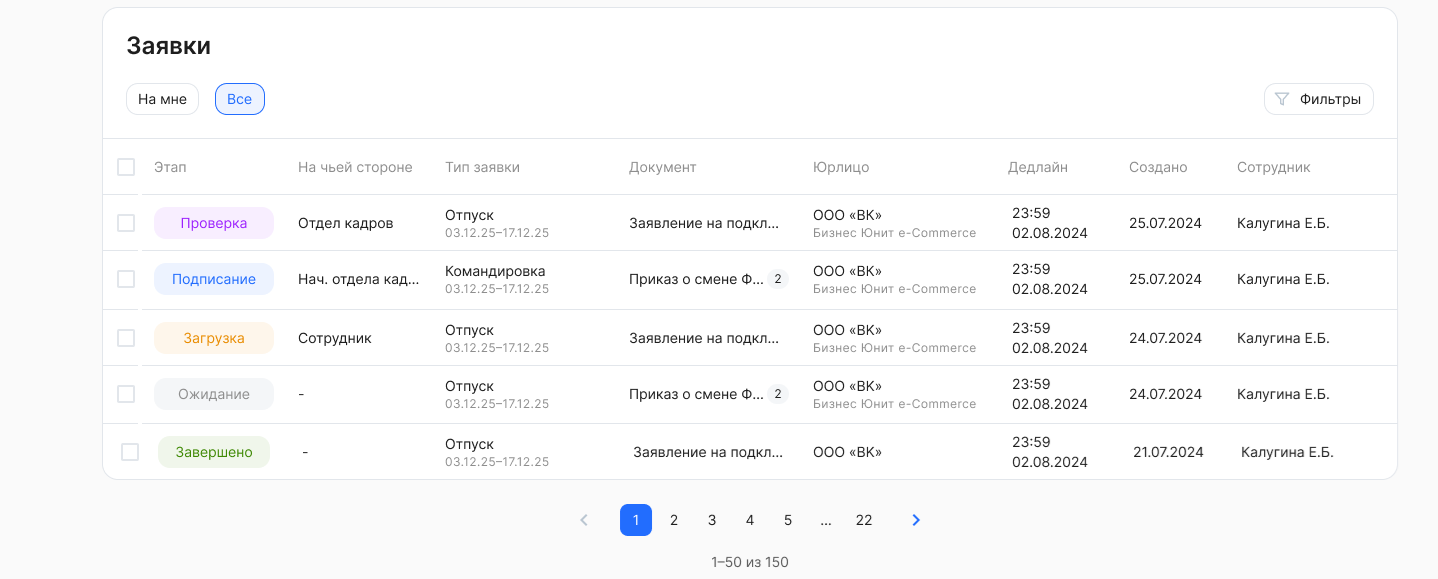 Заявки
На мне
Все
Фильтры
Этап
На чьей стороне
Тип заявки
Документ
Юрлицо
Дедлайн
Создано
Сотрудник
Проверка
Отдел кадров
Отпуск
03.12.25–17.12.25
Заявление на подкл...
ООО «ВК»
Бизнес Юнит e-Commerce
23:59
02.08.2024
25.07.2024
Калугина Е.Б.
Подписание
Нач. отдела кад...
Командировка
03.12.25–17.12.25
Приказ о смене Ф... 2
ООО «ВК»
Бизнес Юнит e-Commerce
23:59
02.08.2024
25.07.2024
Калугина Е.Б.
Загрузка
Сотрудник
Отпуск
03.12.25–17.12.25
Заявление на подкл...
ООО «ВК»
Бизнес Юнит e-Commerce
23:59
02.08.2024
24.07.2024
Калугина Е.Б.
Ожидание
-
Отпуск
03.12.25–17.12.25
Приказ о смене Ф... 2
ООО «ВК»
Бизнес Юнит e-Commerce
23:59
02.08.2024
24.07.2024
Калугина Е.Б.
Завершено
-
Отпуск
03.12.25–17.12.25
Заявление на подкл...
ООО «ВК»
23:59
02.08.2024
21.07.2024
Калугина Е.Б.
1 2 3 4 5 ... 22
1–50 из 150